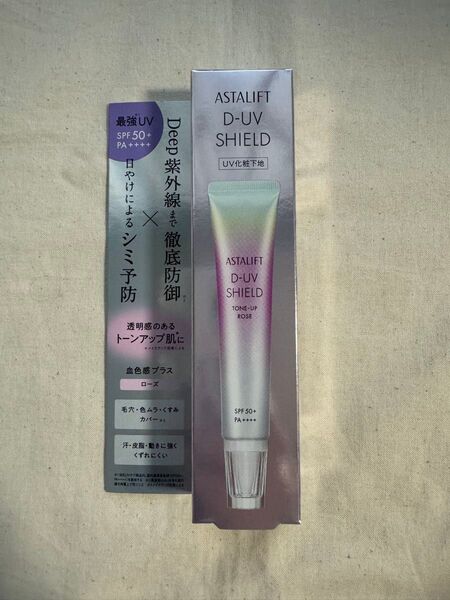 最強UV
SPF 50+
PA++++
Deep紫外線まで徹底防御
×
日やけによるシミ予防
透明感のある
トーンアップ肌に
血色感プラス
ローズ
毛穴・色ムラ・くすみ
カバー
汗・皮脂・動きに強く
くずれにくい
ASTALIFT
D-UV
SHIELD
UV化粧下地
ASTALIFT
D-UV
SHIELD
TONE-UP
ROSE
SPF 50+
PA++++